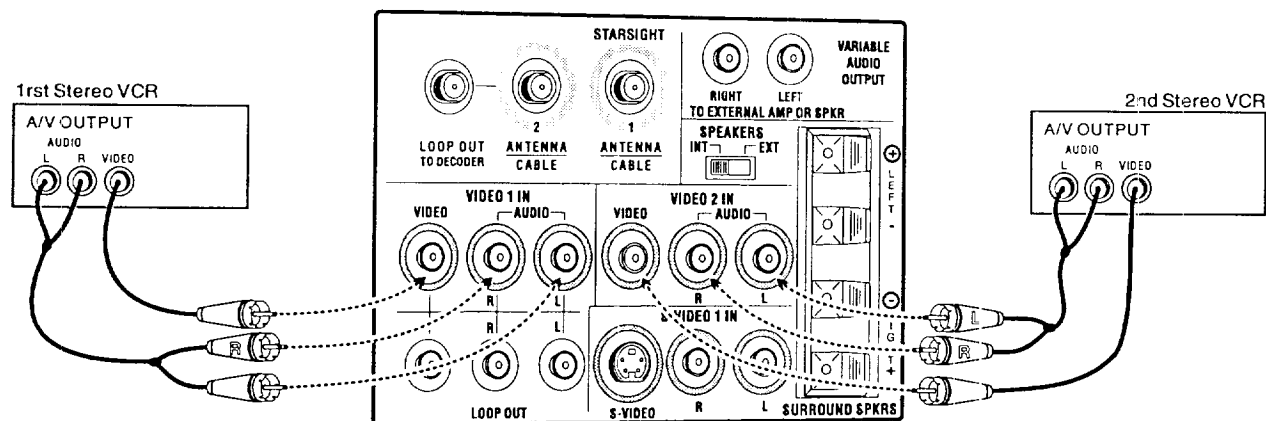 1rst Stereo VCR
A/V OUTPUT
AUDIO
L R VIDEO
STARSIGHT
2 1
LOOP OUT
TO DECODER
ANTENNA
CABLE
ANTENNA
CABLE
VARIABLE
AUDIO
OUTPUT
RIGHT LEFT
TO EXTERNAL AMP OR SPKR
SPEAKERS
INT EXT
LEFT
-
VIDEO 1 IN
VIDEO AUDIO
R L
R L
LOOP OUT
VIDEO 2 IN
VIDEO AUDIO
R L
S-VIDEO 1 IN
S-VIDEO R L
+
SURROUND SPKRS
2nd Stereo VCR
A/V OUTPUT
AUDIO
L R VIDEO
R
L
R